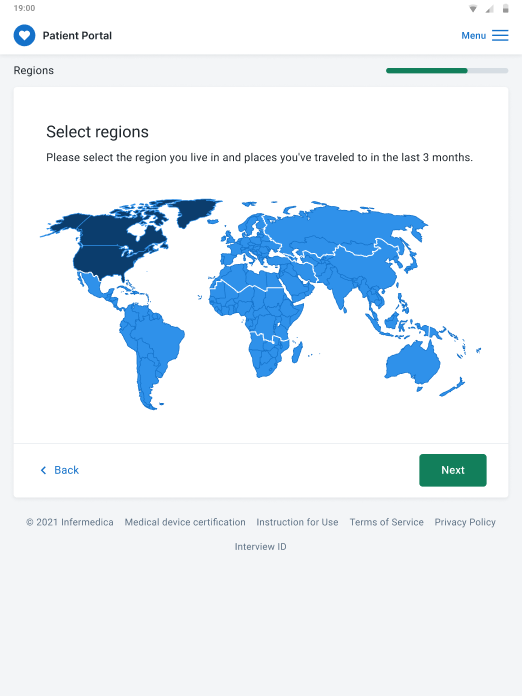 19:00
Patient Portal
Menu
Regions
Select regions
Please select the region you live in and places you've traveled to in the last 3 months.
Back
Next
© 2021 Infermedica Medical device certification Instruction for Use Terms of Service Privacy Policy
Interview ID